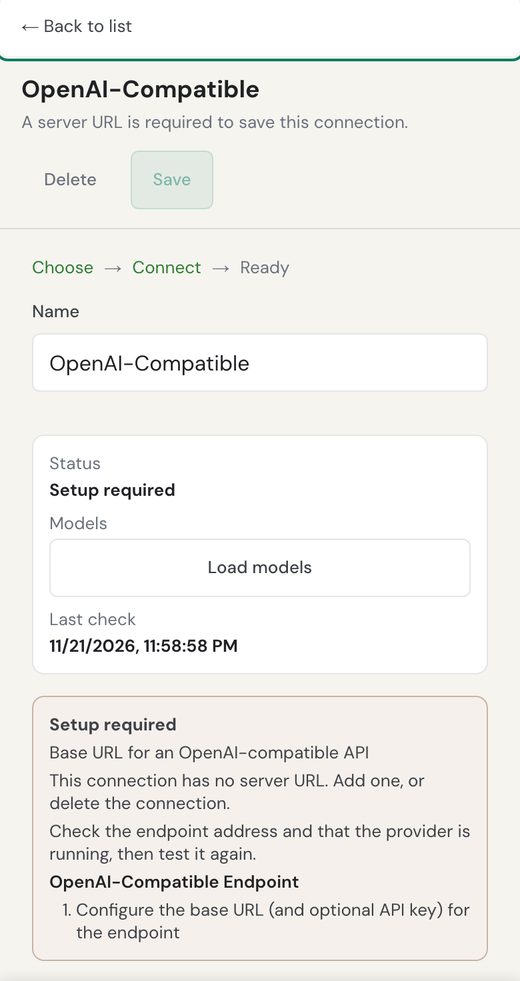 ← Back to list
OpenAI-Compatible
A server URL is required to save this connection.
Delete
Save
Choose → Connect → Ready
Name
OpenAI-Compatible
Status
Setup required
Models
Load models
Last check
11/21/2026, 11:58:58 PM
Setup required
Base URL for an OpenAI-compatible API
This connection has no server URL. Add one, or
delete the connection.
Check the endpoint address and that the provider is
running, then test it again.
OpenAI-Compatible Endpoint
1. Configure the base URL (and optional API key) for
the endpoint